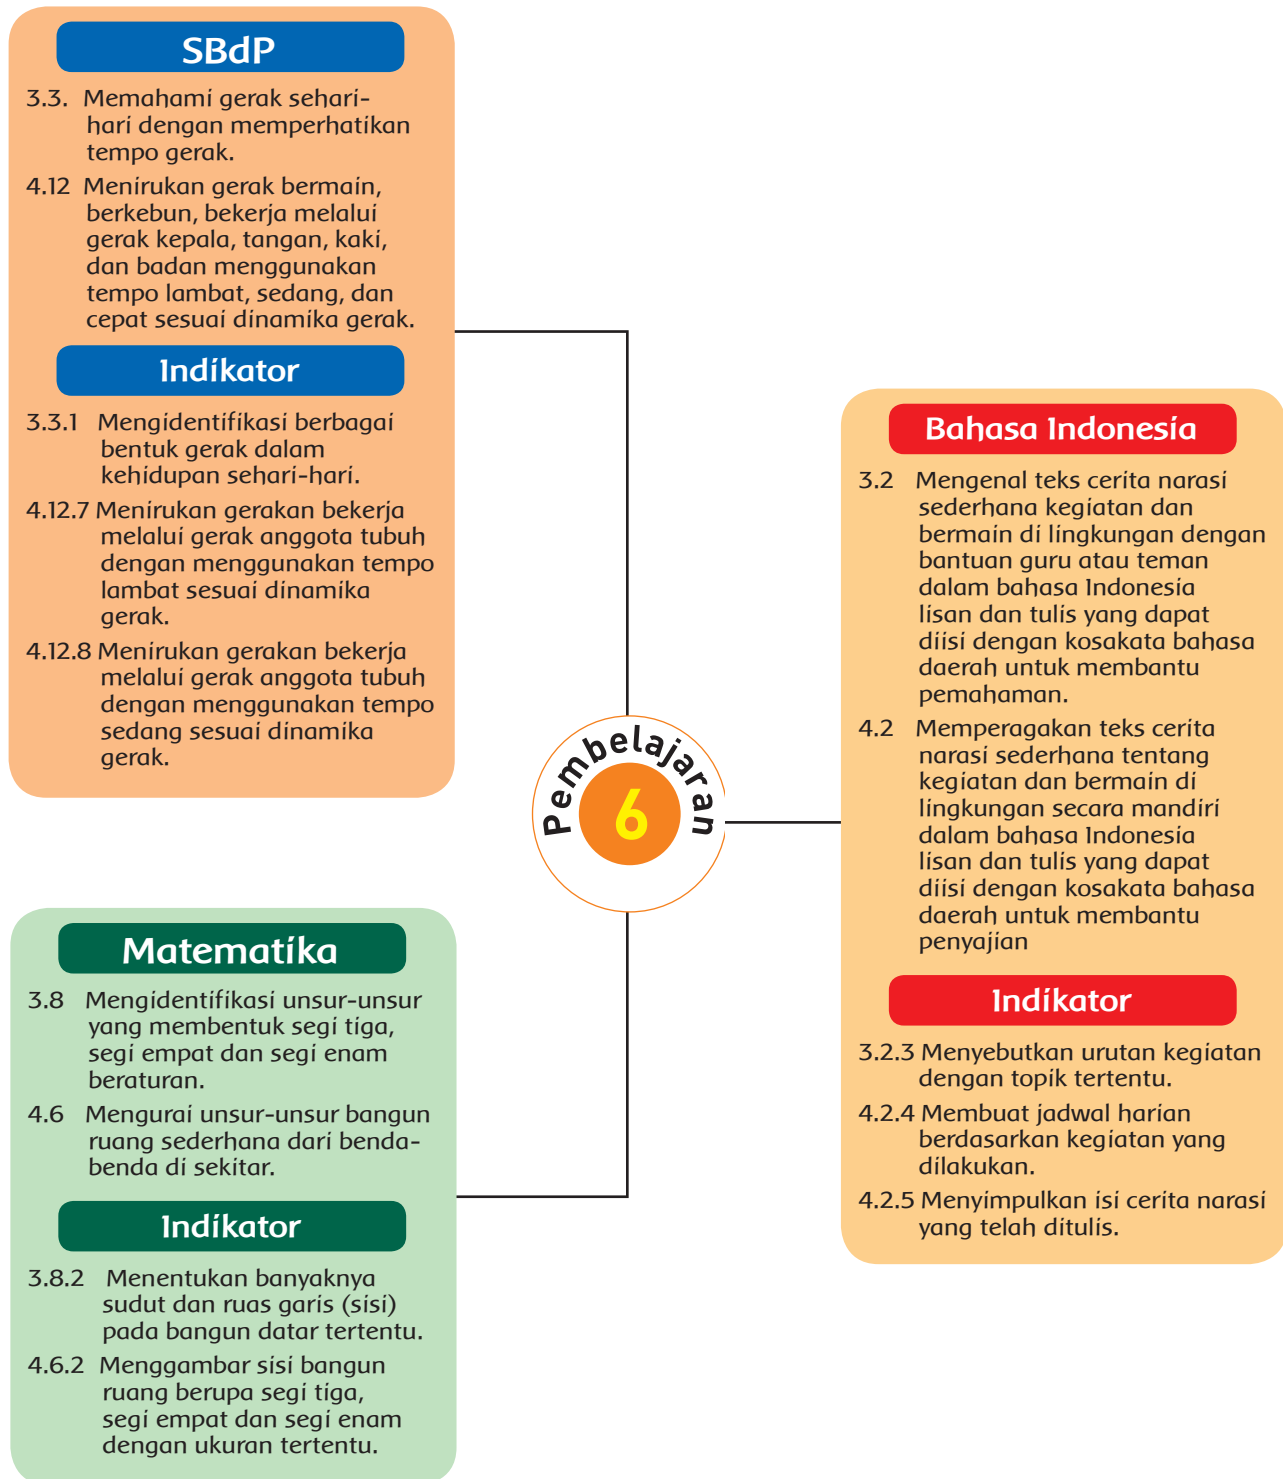 SBdP
3.3. Memahami gerak sehari-
hari dengan memperhatikan
tempo gerak.
4.12 Menirukan gerak bermain,
berkebun, bekerja melalui
gerak kepala, tangan, kaki,
dan badan menggunakan
tempo lambat, sedang, dan
cepat sesuai dinamika gerak.
Indikator
3.3.1 Mengidentifikasi berbagai
bentuk gerak dalam
kehidupan sehari-hari.
4.12.7 Menirukan gerakan bekerja
melalui gerak anggota tubuh
dengan menggunakan tempo
lambat sesuai dinamika
gerak.
4.12.8 Menirukan gerakan bekerja
melalui gerak anggota tubuh
dengan menggunakan tempo
sedang sesuai dinamika
gerak.
Pembelajaran
6
Bahasa Indonesia
3.2 Mengenal teks cerita narasi
sederhana kegiatan dan
bermain di lingkungan dengan
bantuan guru atau teman
dalam bahasa Indonesia
lisan dan tulis yang dapat
diisi dengan kosakata bahasa
daerah untuk membantu
pemahaman.
4.2 Memperagakan teks cerita
narasi sederhana tentang
kegiatan dan bermain di
lingkungan secara mandiri
dalam bahasa Indonesia
lisan dan tulis yang dapat
diisi dengan kosakata bahasa
daerah untuk membantu
penyajian
Indikator
3.2.3 Menyebutkan urutan kegiatan
dengan topik tertentu.
4.2.4 Membuat jadwal harian
berdasarkan kegiatan yang
dilakukan.
4.2.5 Menyimpulkan isi cerita narasi
yang telah ditulis.
Matematika
3.8 Mengidentifikasi unsur-unsur
yang membentuk segi tiga,
segi empat dan segi enam
beraturan.
4.6 Mengurai unsur-unsur bangun
ruang sederhana dari benda-
benda di sekitar.
Indikator
3.8.2 Menentukan banyaknya
sudut dan ruas garis (sisi)
pada bangun datar tertentu.
4.6.2 Menggambar sisi bangun
ruang berupa segi tiga,
segi empat dan segi enam
dengan ukuran tertentu.